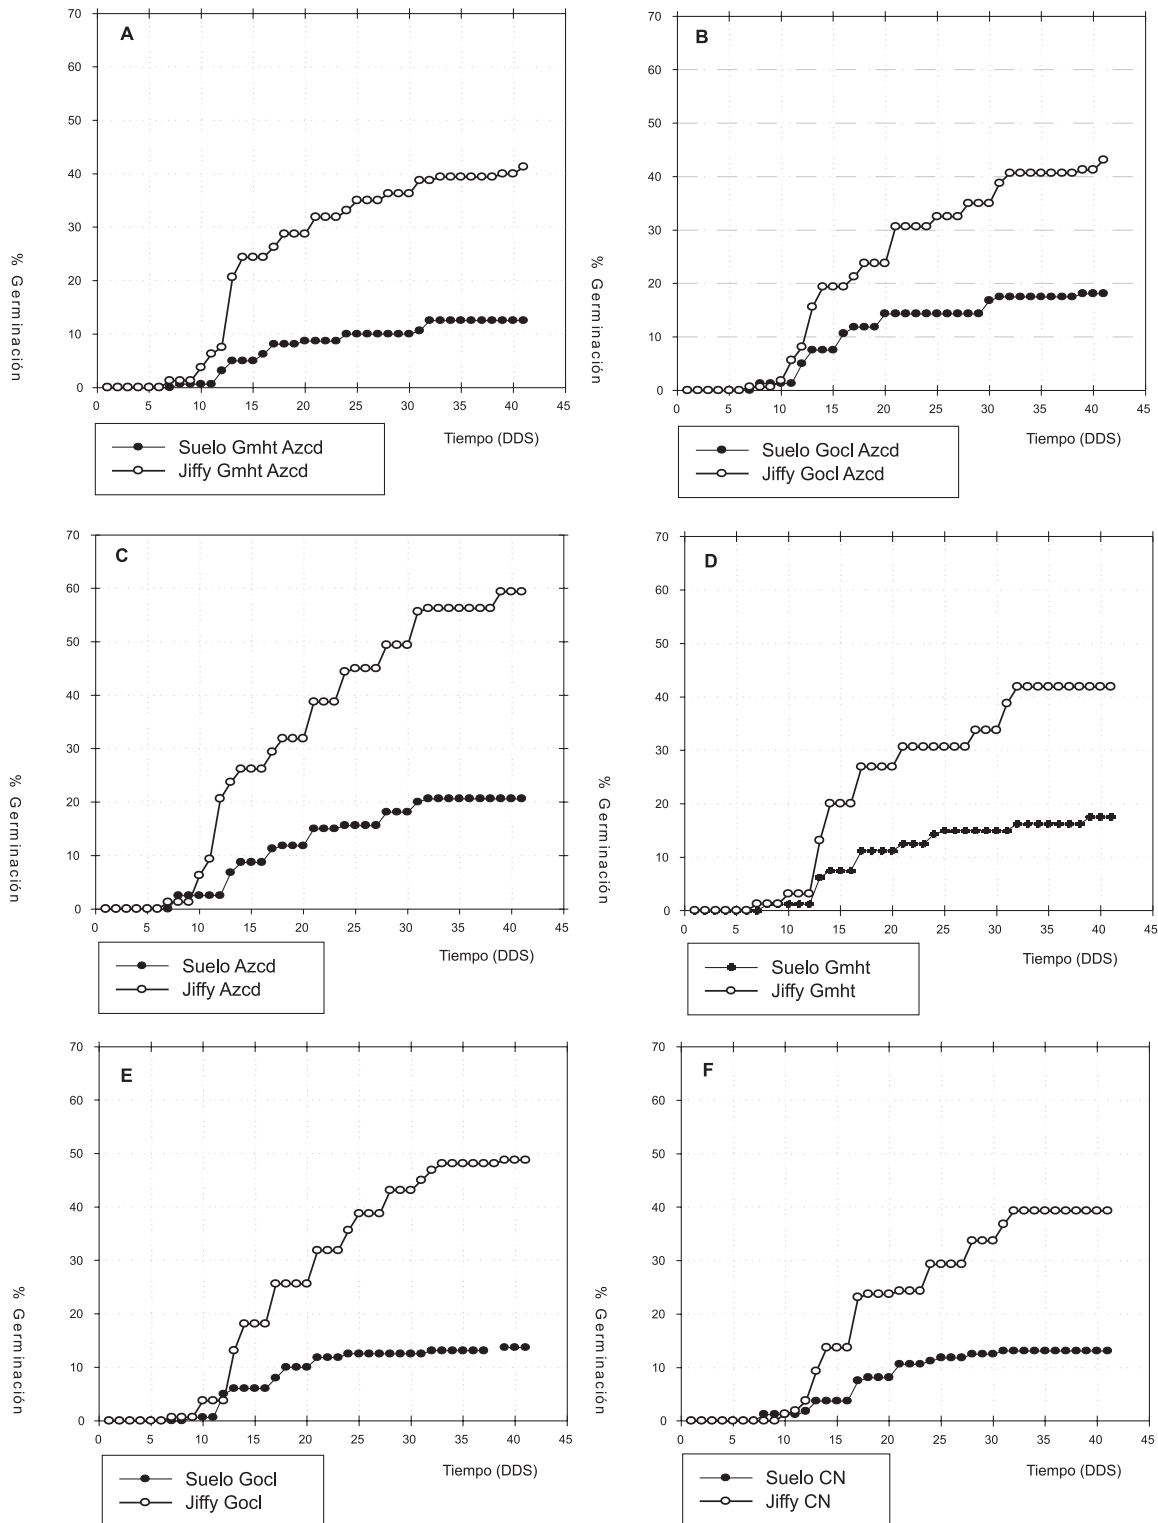 A
70
60
50
40
30
20
10
0
% Germinación
0 5 10 15 20 25 30 35 40 45
Tiempo (DDS)
Suelo Gmht Azcd
Jiffy Gmht Azcd
B
70
60
50
40
30
20
10
0
% Germinación
0 5 10 15 20 25 30 35 40 45
Tiempo (DDS)
Suelo Gocl Azcd
Jiffy Gocl Azcd
C
70
60
50
40
30
20
10
0
% Germinación
0 5 10 15 20 25 30 35 40 45
Tiempo (DDS)
Suelo Azcd
Jiffy Azcd
D
70
60
50
40
30
20
10
0
% Germinación
0 5 10 15 20 25 30 35 40 45
Tiempo (DDS)
Suelo Gmht
Jiffy Gmht
E
70
60
50
40
30
20
10
0
% Germinación
0 5 10 15 20 25 30 35 40 45
Tiempo (DDS)
Suelo Gocl
Jiffy Gocl
F
70
60
50
40
30
20
10
0
% Germinación
0 5 10 15 20 25 30 35 40 45
Tiempo (DDS)
Suelo CN
Jiffy CN